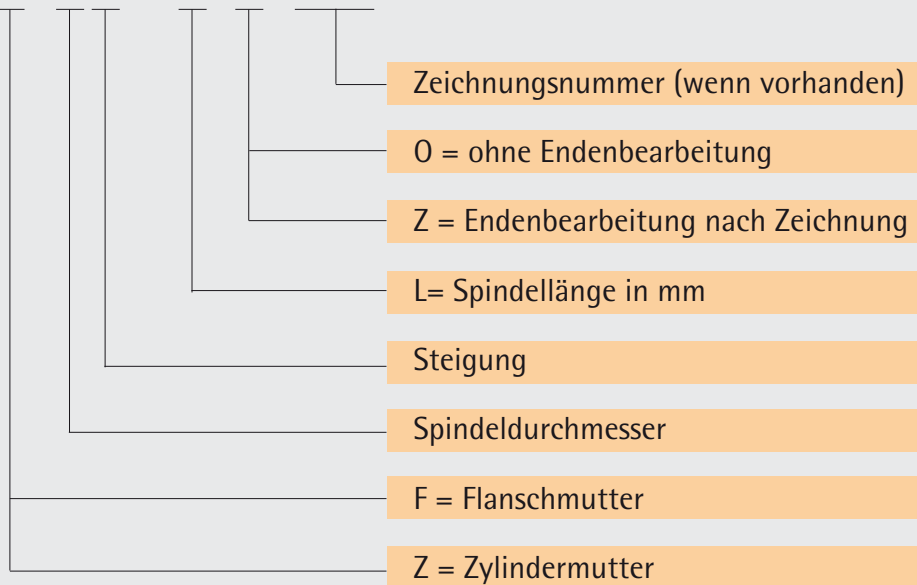 Zeichnungsnummer (wenn vorhanden)
O = ohne Endenbearbeitung
Z = Endenbearbeitung nach Zeichnung
L= Spindellänge in mm
Steigung
Spindeldurchmesser
F = Flanschmutter
Z = Zylindermutter